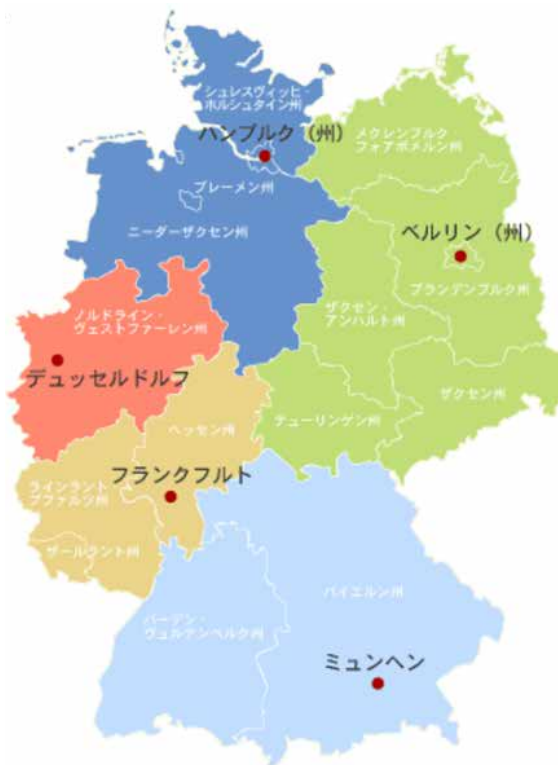 シュレスヴィッヒ・
ホルシュタイン州
メクレンブルク
フォアポメルン州
ハンブルク（州）
ブレーメン州
ニーダーザクセン州
ベルリン（州）
ブランデンブルク州
ザクセン・
アンハルト州
ノルドライン・
ヴェストファーレン州
デュッセルドルフ
ザクセン州
テューリンゲン州
ヘッセン州
フランクフルト
ラインラント
プファルツ州
ザールラント州
バイエルン州
バーデン・
ヴュルテンベルク州
ミュンヘン